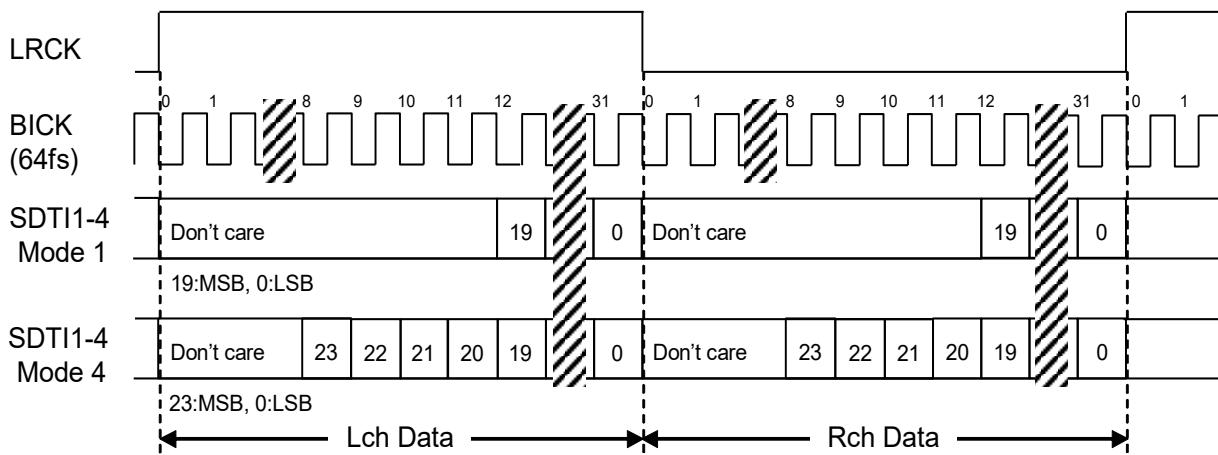 LRCK
0 1 8 9 10 11 12 31 0 1 8 9 10 11 12 31 0 1
BICK
(64fs)
SDTI1-4
Mode 1
Don't care 19 0 Don't care 19 0
19:MSB, 0:LSB
SDTI1-4
Mode 4
Don't care 23 22 21 20 19 0 Don't care 23 22 21 20 19 0
23:MSB, 0:LSB
Lch Data Rch Data